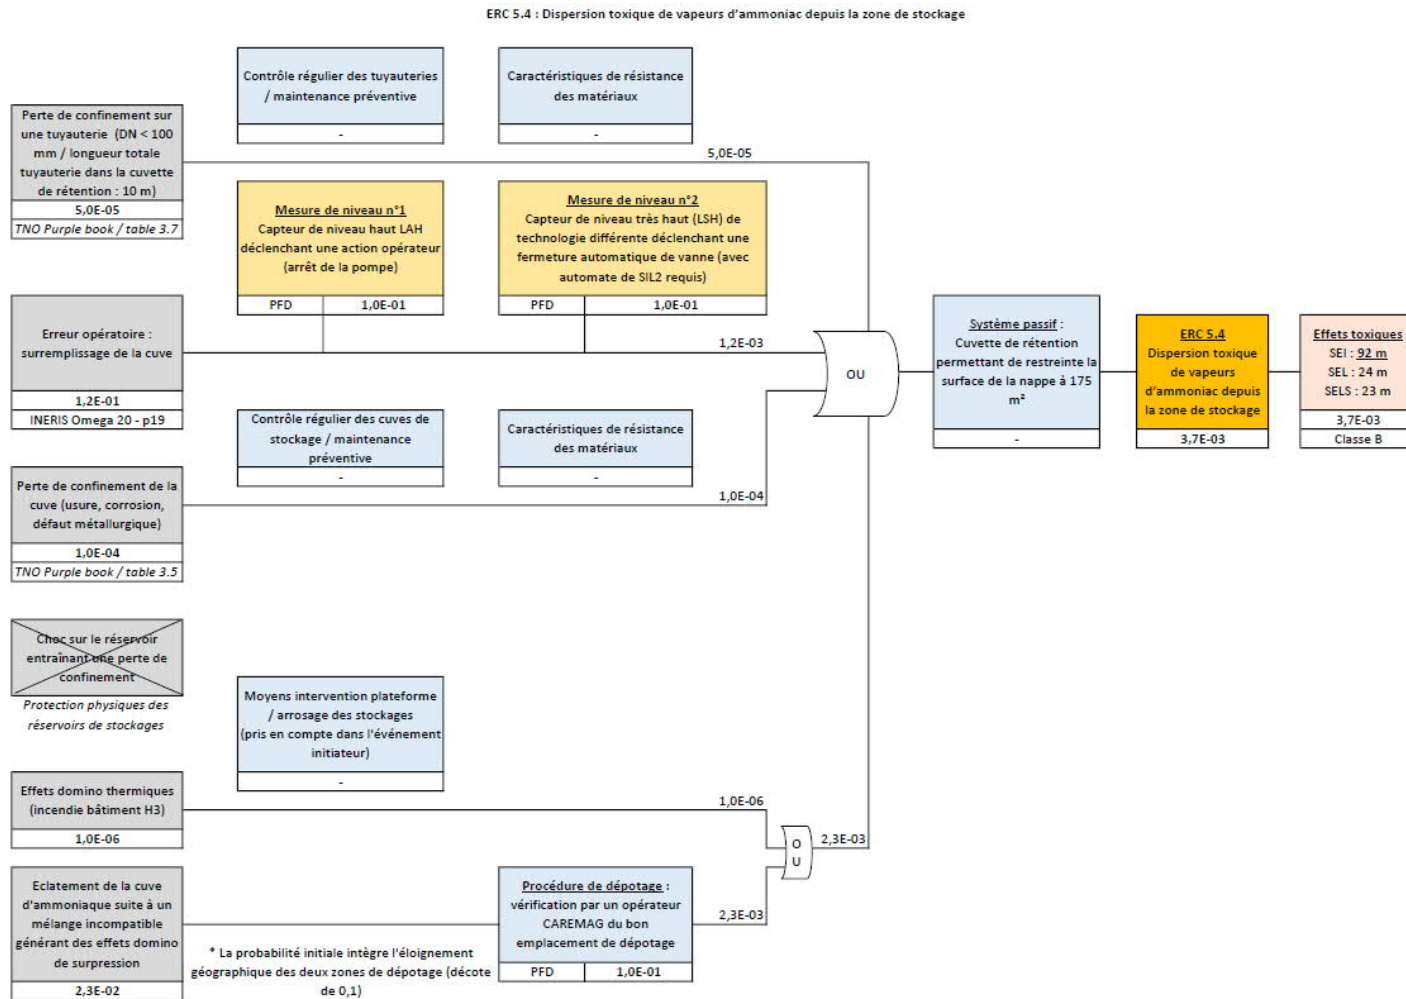 ERC 5.4 : Dispersion toxique de vapeurs d'ammoniac depuis la zone de stockage
Contrôle régulier des tuyauteries
/ maintenance préventive
-
Caractéristiques de résistance
des matériaux
-
Perte de confinement sur
une tuyauterie (DN < 100
mm / longueur totale
tuyauterie dans la cuvette
de rétention : 10 m)
5,0E-05
TNO Purple book / table 3.7
5,0E-05
Mesure de niveau n°1
Capteur de niveau haut LAH
déclenchant une action opérateur
(arrêt de la pompe)
PFD 1,0E-01
Mesure de niveau n°2
Capteur de niveau très haut (LSH) de
technologie différente déclenchant une
fermeture automatique de vanne (avec
automate de SIL2 requis)
PFD 1,0E-01
Erreur opératoire :
surremplissage de la cuve
1,2E-01
INERIS Omega 20 - p19
1,2E-03
OU
Système passif :
Cuvette de rétention
permettant de restreinte la
surface de la nappe à 175
m²
-
ERC 5.4
Dispersion toxique
de vapeurs
d'ammoniac depuis
la zone de stockage
3,7E-03
Effets toxiques
SEI : 92 m
SEL : 24 m
SELS : 23 m
3,7E-03
Classe B
Contrôle régulier des cuves de
stockage / maintenance
préventive
-
Caractéristiques de résistance
des matériaux
-
Perte de confinement de la
cuve (usure, corrosion,
défaut métallurgique)
1,0E-04
TNO Purple book / table 3.5
1,0E-04
Choc sur le réservoir
entraînant une perte de
confinement
Protection physiques des
réservoirs de stockages
Moyens intervention plateforme
/ arrosage des stockages
(pris en compte dans l'événement
initiateur)
-
Effets domino thermiques
(incendie bâtiment H3)
1,0E-06
1,0E-06
O
U
2,3E-03
Eclatement de la cuve
d'ammoniaque suite à un
mélange incompatible
générant des effets domino
de surpression
2,3E-02
* La probabilité initiale intègre l'éloignement
géographique des deux zones de dépotage (décote
de 0,1)
Procédure de dépotage :
vérification par un opérateur
CAREMAG du bon
emplacement de dépotage
PFD 1,0E-01
2,3E-03